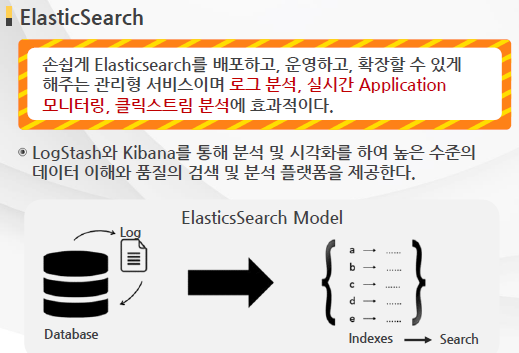 ElasticSearch
손쉽게 Elasticsearch를 배포하고, 운영하고, 확장할 수 있게
해주는 관리형 서비스이며 로그 분석, 실시간 Application
모니터링, 클릭스트림 분석에 효과적이다.
◉ LogStash와 Kibana를 통해 분석 및 시각화를 하여 높은 수준의
데이터 이해와 품질의 검색 및 분석 플랫폼을 제공한다.
ElasticsSearch Model
Log
Database
a → ......
b → ......
c → ......
d → ......
e → ......
Indexes → Search